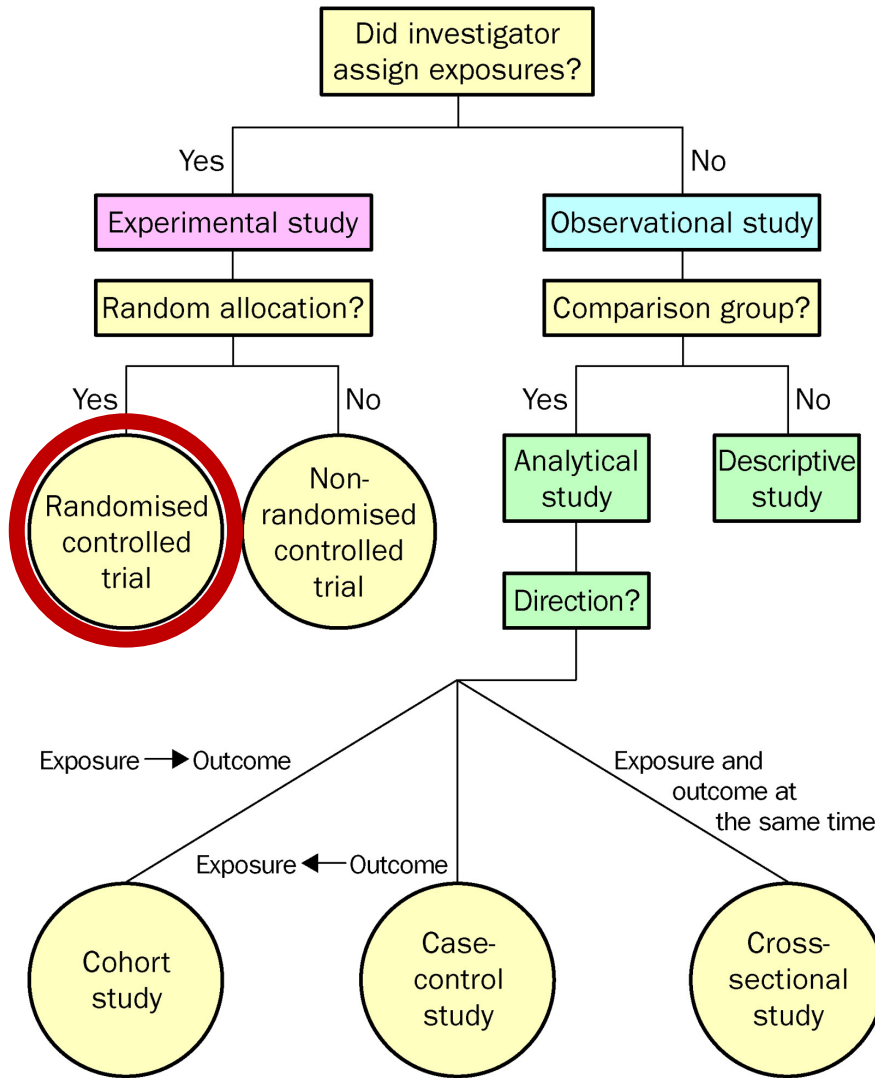 Did investigator
assign exposures?
Yes
No
Experimental study
Observational study
Random allocation?
Comparison group?
Yes
No
Yes
No
Randomised
controlled
trial
Non-
randomised
controlled
trial
Analytical
study
Descriptive
study
Direction?
Exposure → Outcome
Exposure ← Outcome
Exposure and
outcome at
the same time
Cohort
study
Case-
control
study
Cross-
sectional
study